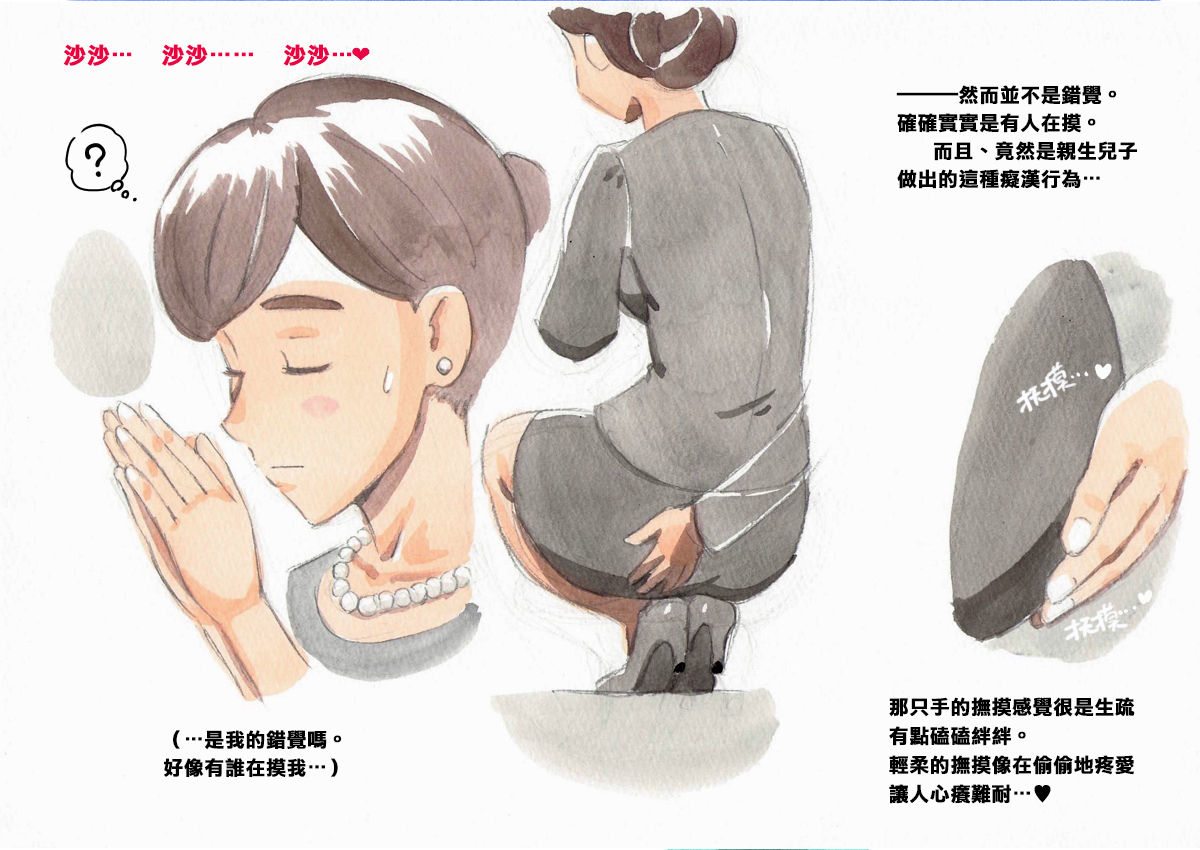 沙沙… 沙沙…… 沙沙…❤
———然而並不是錯覺。
確確實實是有人在摸。
而且、竟然是親生兒子
做出的這種癡漢行為…
?
撫摸…♥
撫摸…♥
(…是我的錯覺嗎。
好像有誰在摸我…)
那只手的撫摸感覺很是生疏
有點磕磕絆絆。
輕柔的撫摸像在偷偷地疼愛
讓人心癢難耐…♥